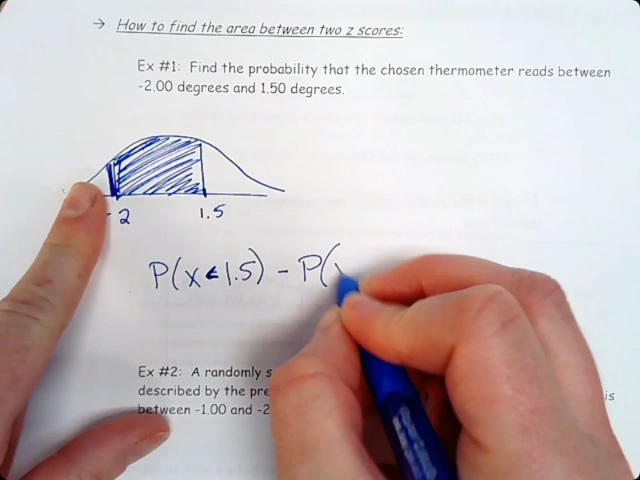 → How to find the area between two z scores:
Ex #1: Find the probability that the chosen thermometer reads between
-2.00 degrees and 1.50 degrees.
-2 1.5
P(x<1.5) - P(
Ex #2: A randomly
described by the is
between -1.00 and